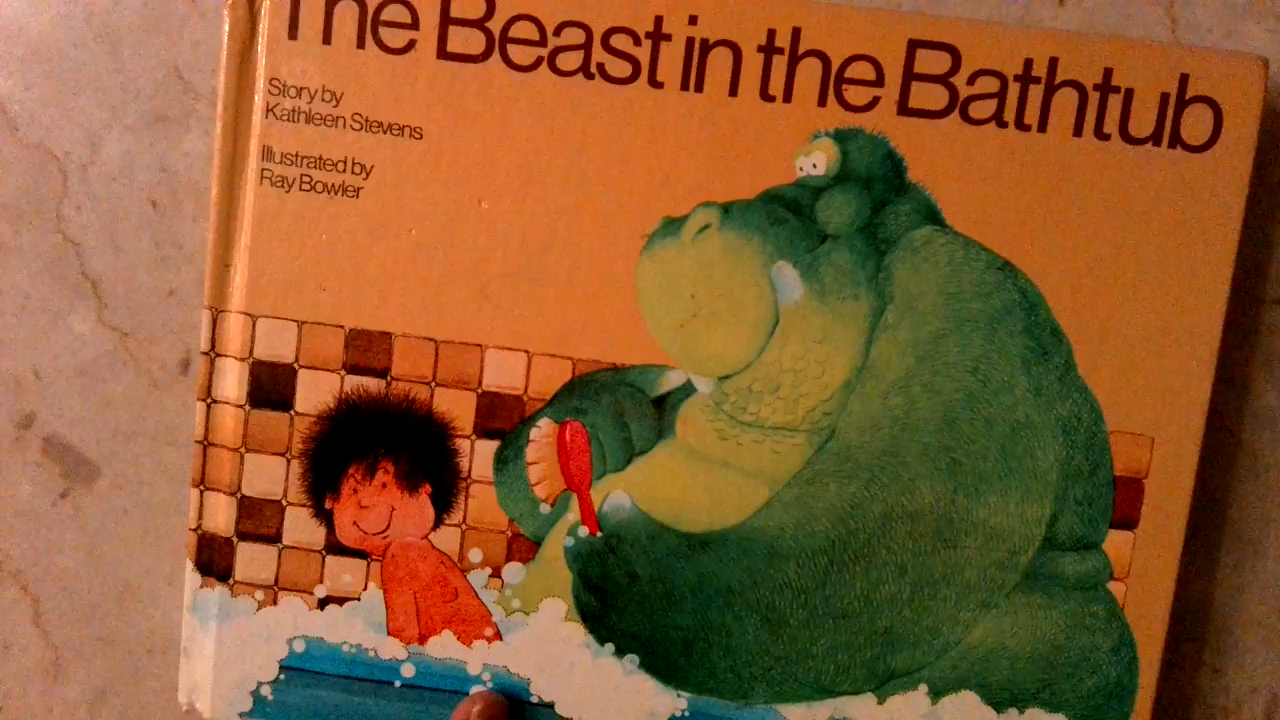 The Beast in the Bathtub
Story by
Kathleen Stevens
Illustrated by
Ray Bowler